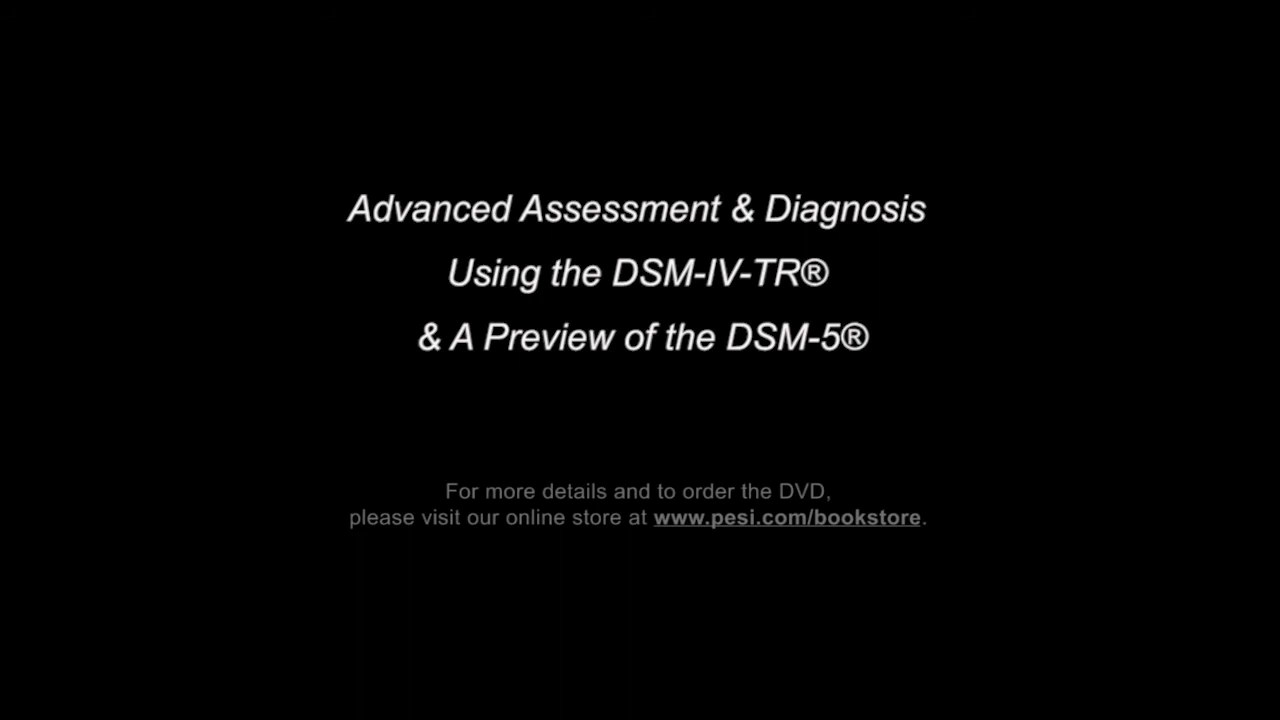 Advanced Assessment & Diagnosis
Using the DSM-IV-TR®
& A Preview of the DSM-5®
For more details and to order the DVD,
please visit our online store at www.pesi.com/bookstore.